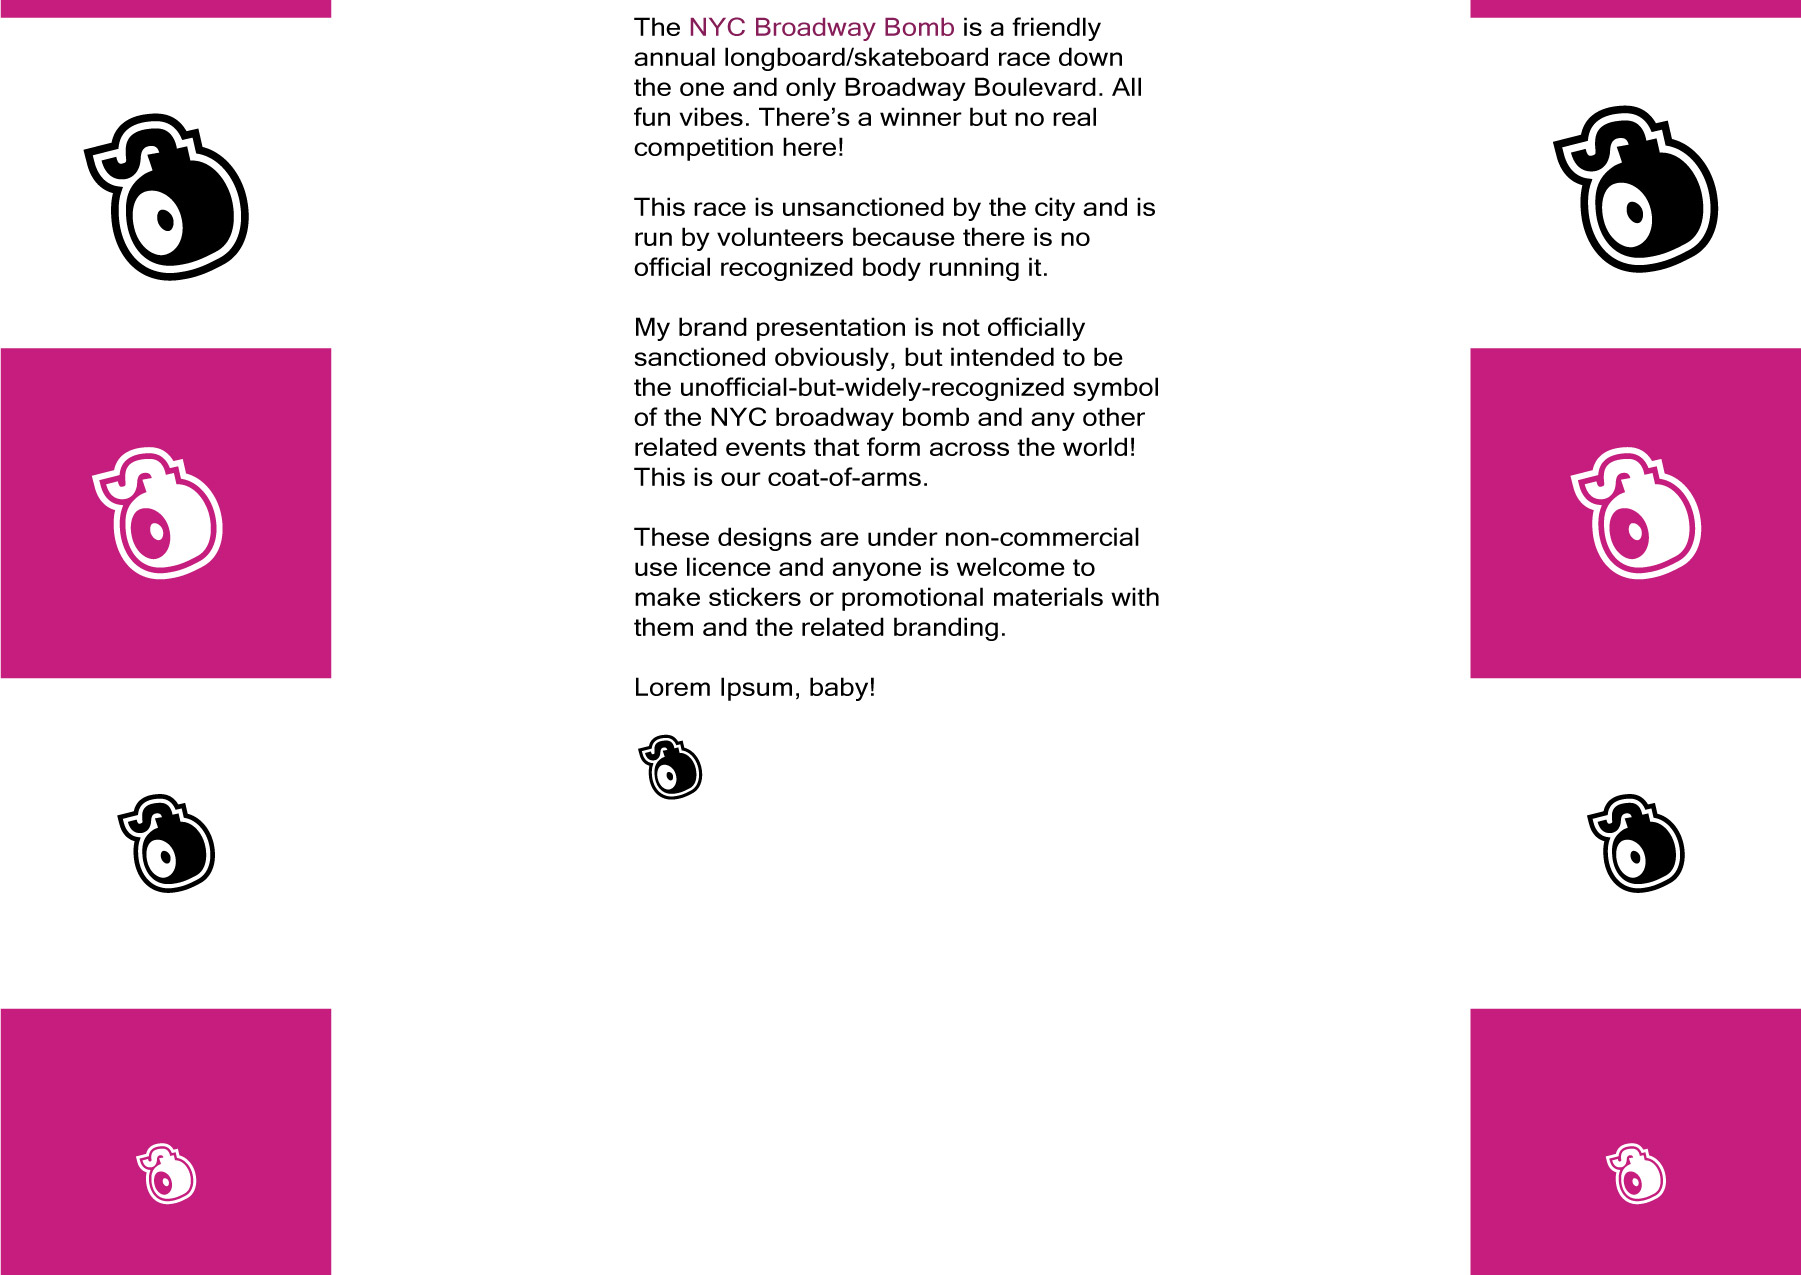 The NYC Broadway Bomb is a friendly
annual longboard/skateboard race down
the one and only Broadway Boulevard. All
fun vibes. There’s a winner but no real
competition here!
This race is unsanctioned by the city and is
run by volunteers because there is no
official recognized body running it.
My brand presentation is not officially
sanctioned obviously, but intended to be
the unofficial-but-widely-recognized symbol
of the NYC broadway bomb and any other
related events that form across the world!
This is our coat-of-arms.
These designs are under non-commercial
use licence and anyone is welcome to
make stickers or promotional materials with
them and the related branding.
Lorem Ipsum, baby!